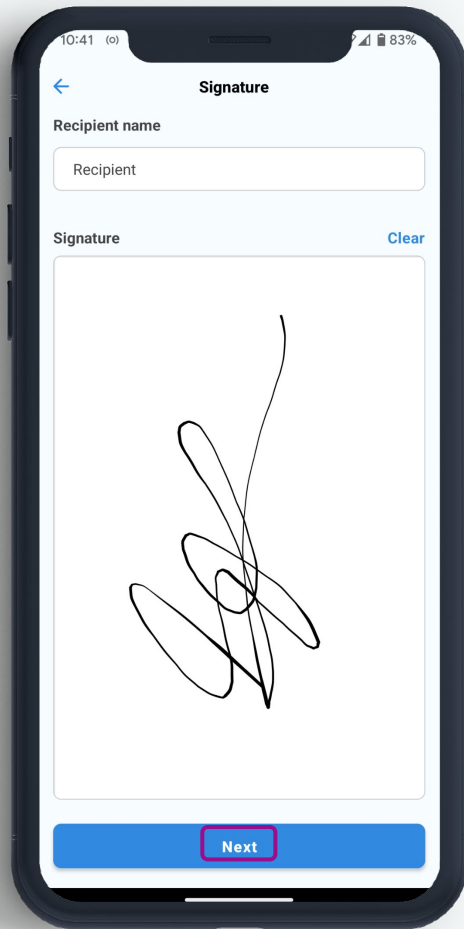 10:41
83%
Signature
Recipient name
Recipient
Signature Clear
Next